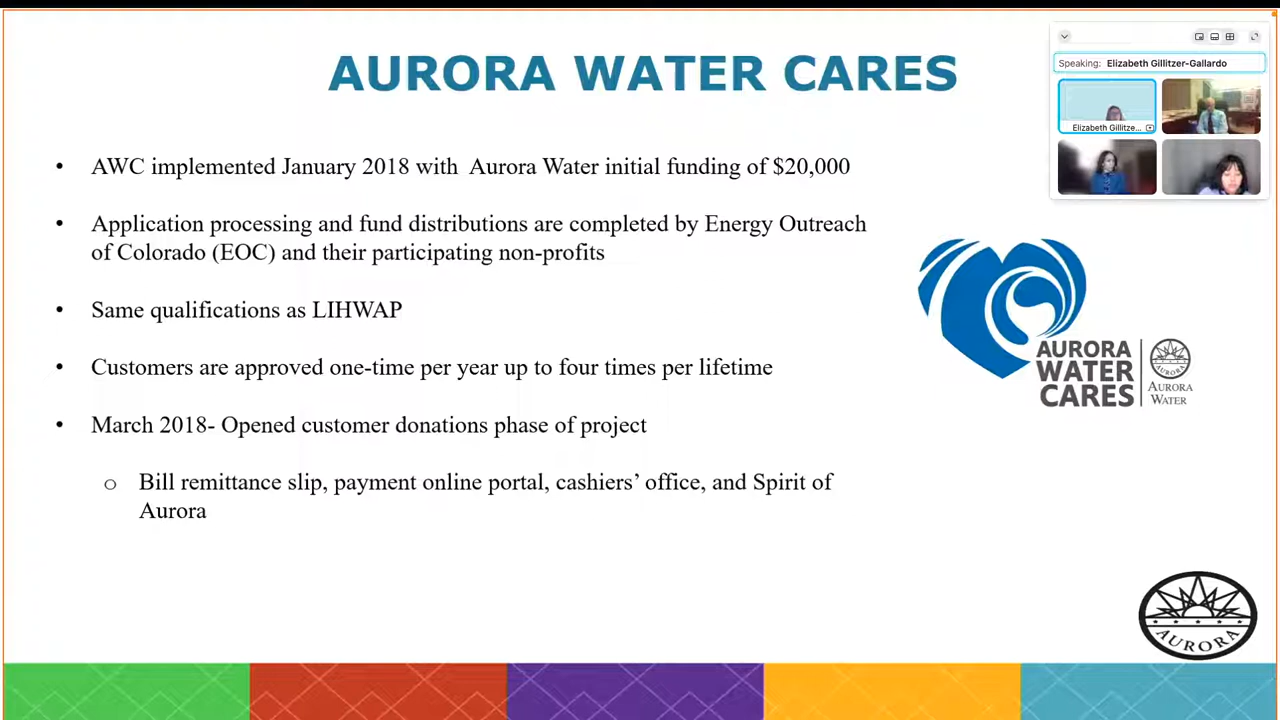 AURORA WATER CARES
Speaking: Elizabeth Gillitzer-Gallardo
Elizabeth Gillitze...
• AWC implemented January 2018 with Aurora Water initial funding of $20,000
• Application processing and fund distributions are completed by Energy Outreach
of Colorado (EOC) and their participating non-profits
• Same qualifications as LIHWAP
• Customers are approved one-time per year up to four times per lifetime
• March 2018- Opened customer donations phase of project
o Bill remittance slip, payment online portal, cashiers’ office, and Spirit of
Aurora
AURORA
WATER
CARES
AURORA
AURORA
WATER
AURORA